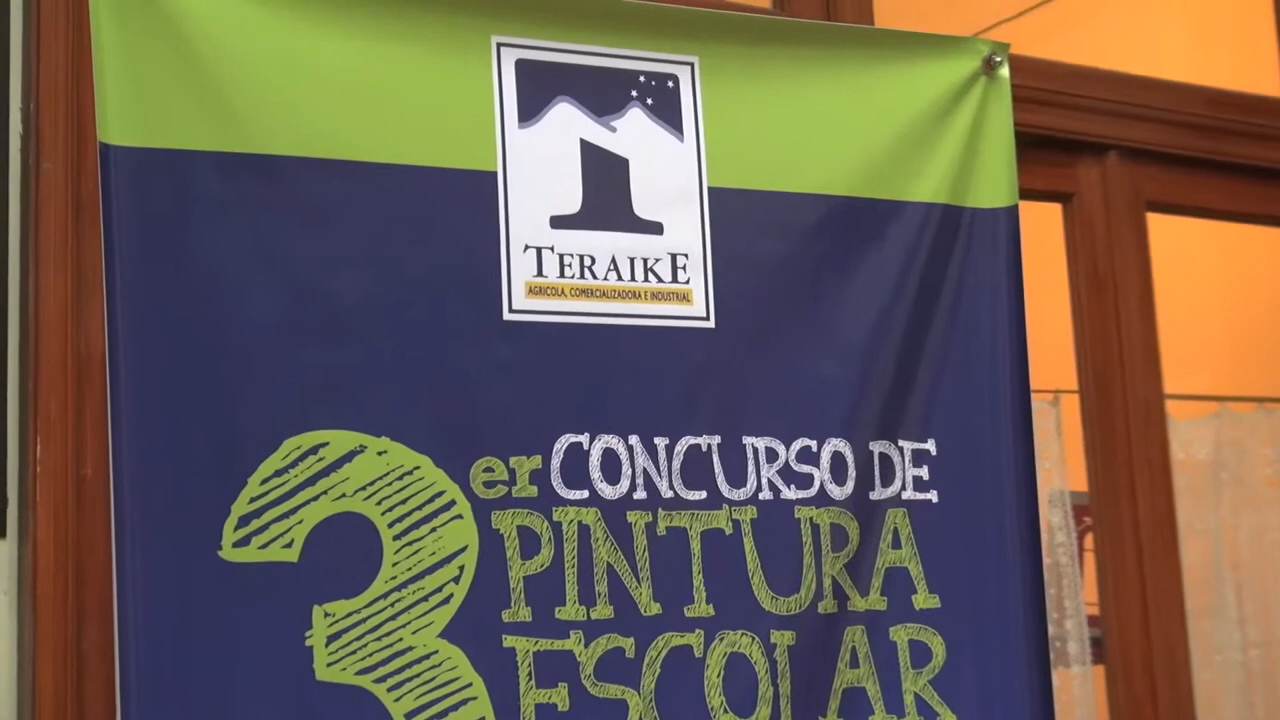 TERAIKE
AGRICOLA, COMERCIALIZADORA E INDUSTRIAL
3er CONCURSO DE
PINTURA
ESCOLAR